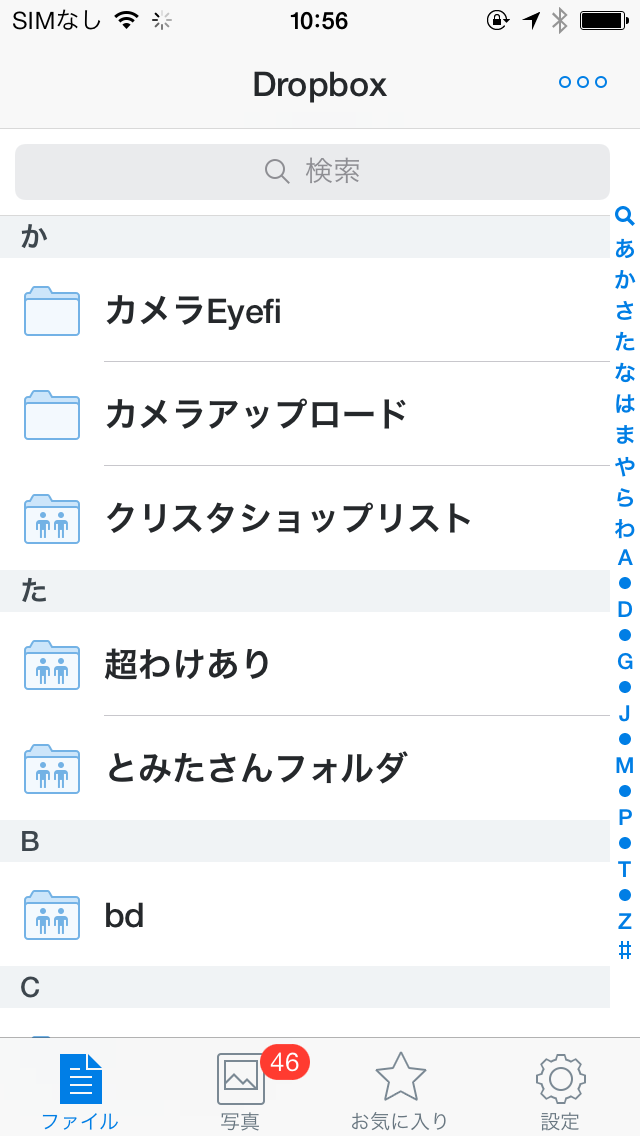 SIMなし 10:56
Dropbox
検索
か
カメラEyefi
カメラアップロード
クリスタショップリスト
た
超わけあり
とみたさんフォルダ
B
bd
C
あ
か
さ
た
な
は
ま
や
ら
わ
A
D
G
J
M
P
T
Z
#
46
ファイル 写真 お気に入り 設定